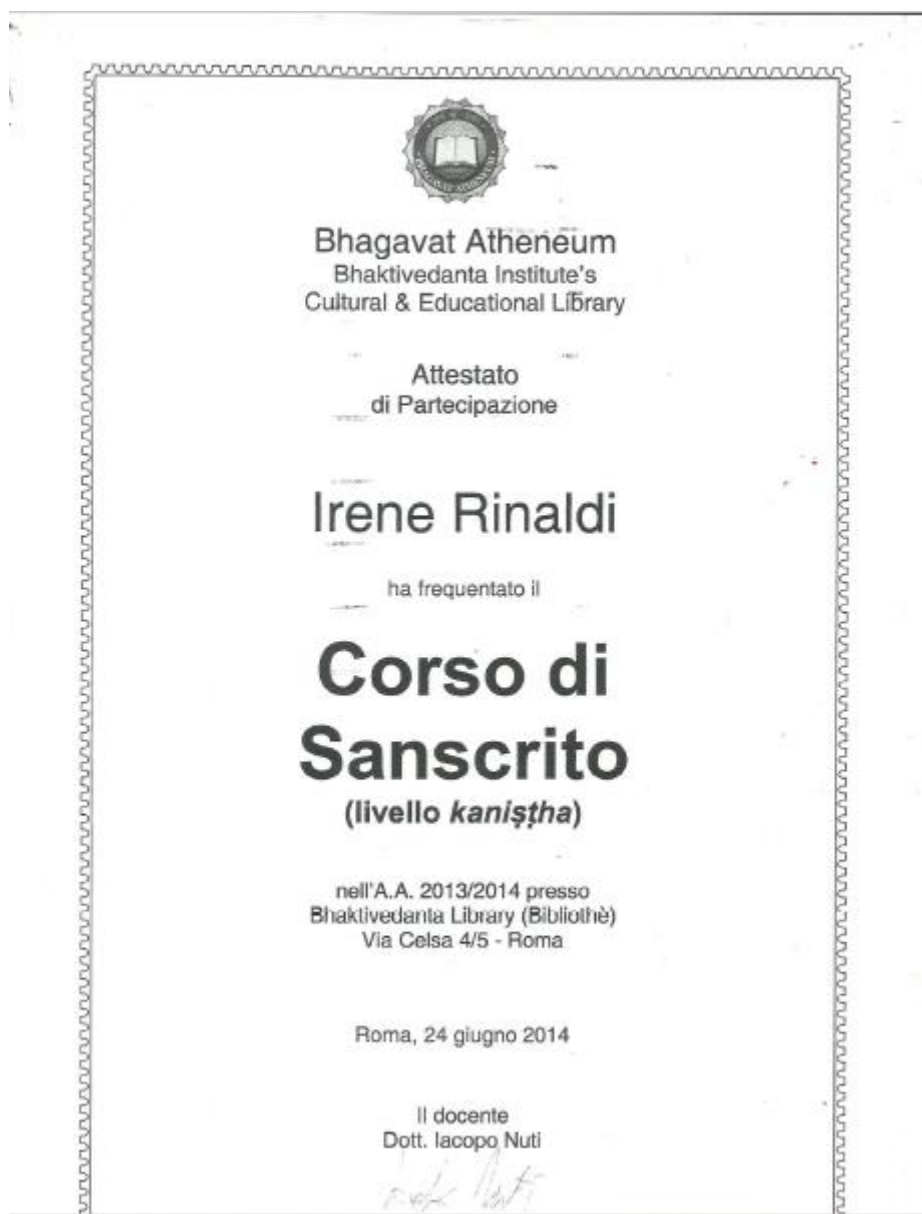 Bhagavat Atheneum
Bhaktivedanta Institute's
Cultural & Educational Library
Attestato
di Partecipazione
Irene Rinaldi
ha frequentato il
Corso di
Sanscrito
(livello kaniṣṭha)
nell'A.A. 2013/2014 presso
Bhaktivedanta Library (Bibliothè)
Via Celsa 4/5 - Roma
Roma, 24 giugno 2014
Il docente
Dott. Iacopo Nuti